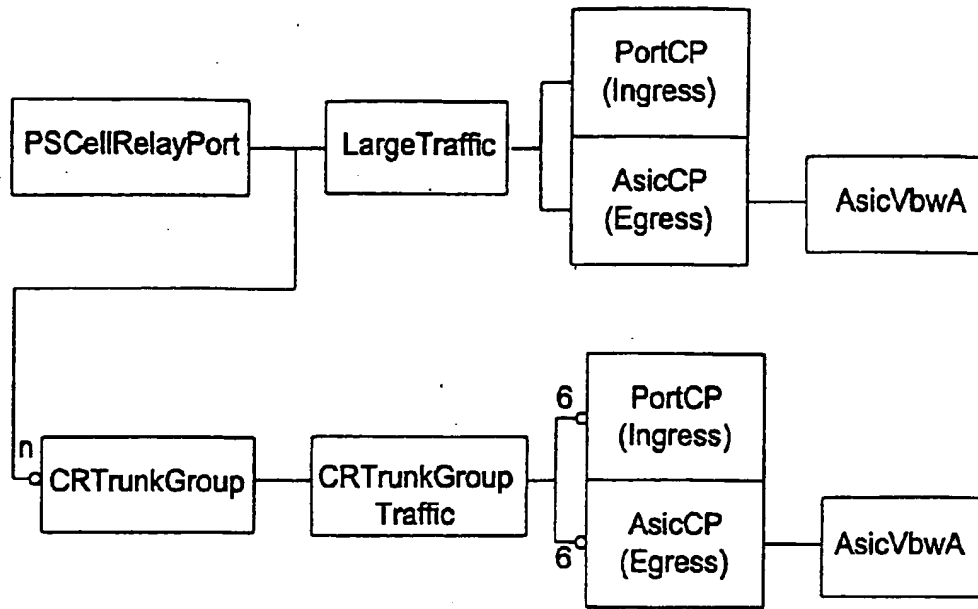 PSCellRelayPort
LargeTraffic
PortCP
(Ingress)
AsicCP
(Egress)
AsicVbwA
n
CRTrunkGroup
CRTrunkGroup
Traffic
6
6
PortCP
(Ingress)
AsicCP
(Egress)
AsicVbwA